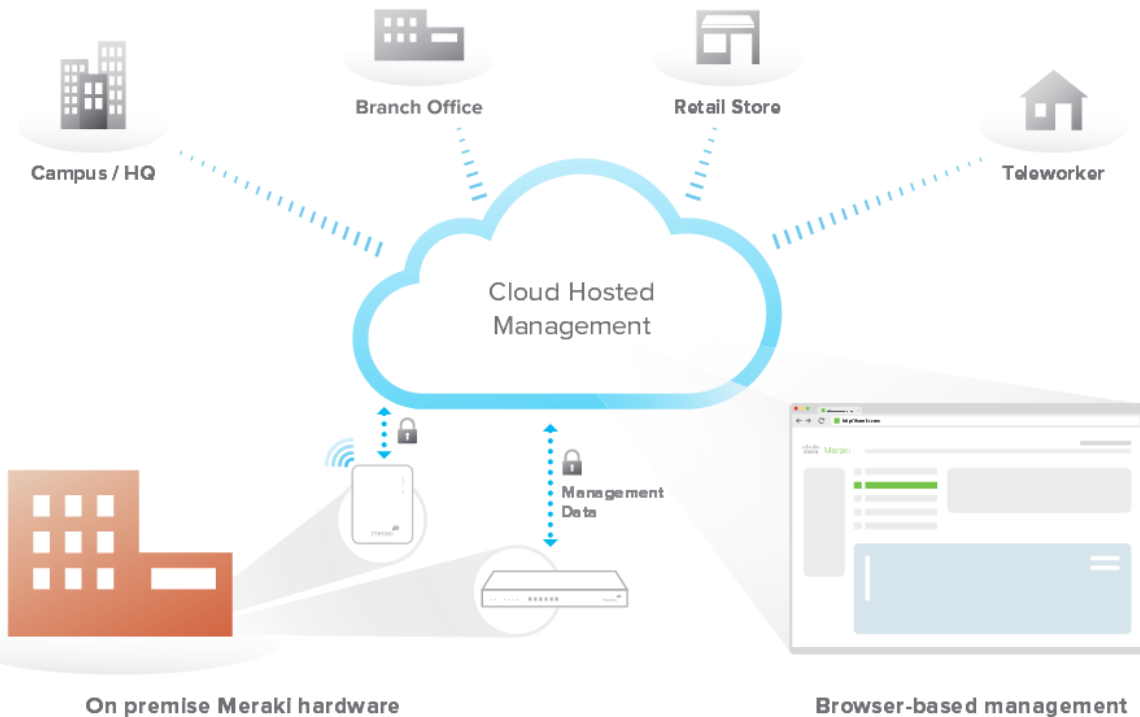 Branch Office
Retail Store
Campus / HQ
Teleworker
Cloud Hosted
Management
Management
Data
Meraki
On premise Meraki hardware
Browser-based management